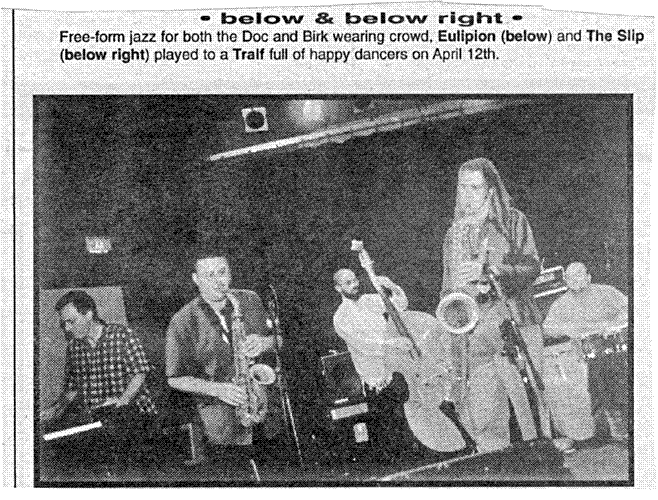 • below & below right •
Free-form jazz for both the Doc and Birk wearing crowd, Eulipion (below) and The Slip
(below right) played to a Tralf full of happy dancers on April 12th.